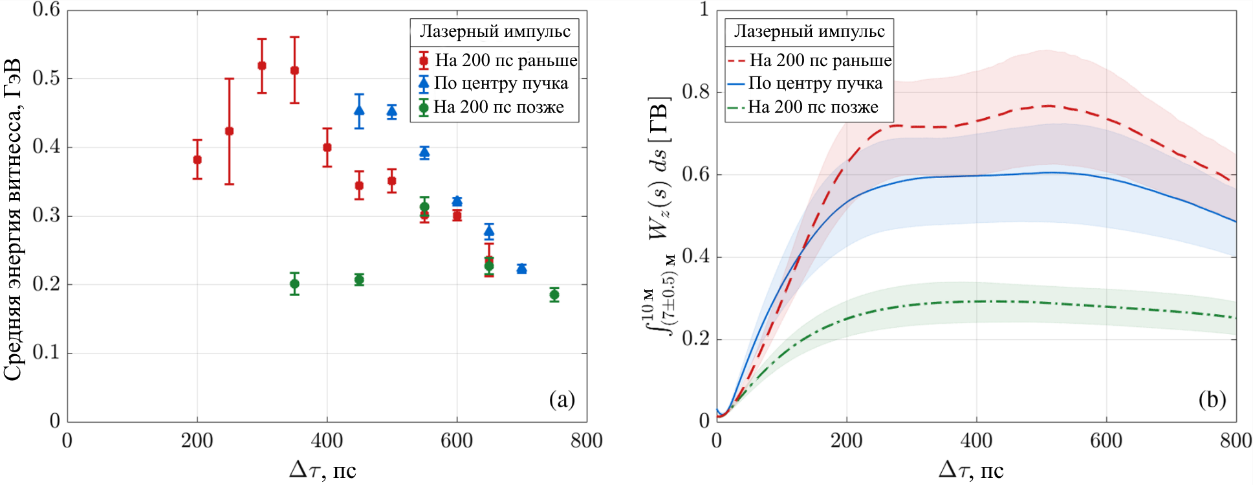 0.6
0.5
0.4
0.3
0.2
0.1
0
0 200 400 600 800
Средняя энергия витнесса, ГэВ
Δτ, пс
Лазерный импульс
На 200 пс раньше
По центру пучка
На 200 пс позже
(a)
1
0.8
0.6
0.4
0.2
0
0 200 400 600 800
∫_{(7±0.5) м}^{10 м} W_z(s) ds [ГВ]
Δτ, пс
Лазерный импульс
На 200 пс раньше
По центру пучка
На 200 пс позже
(b)